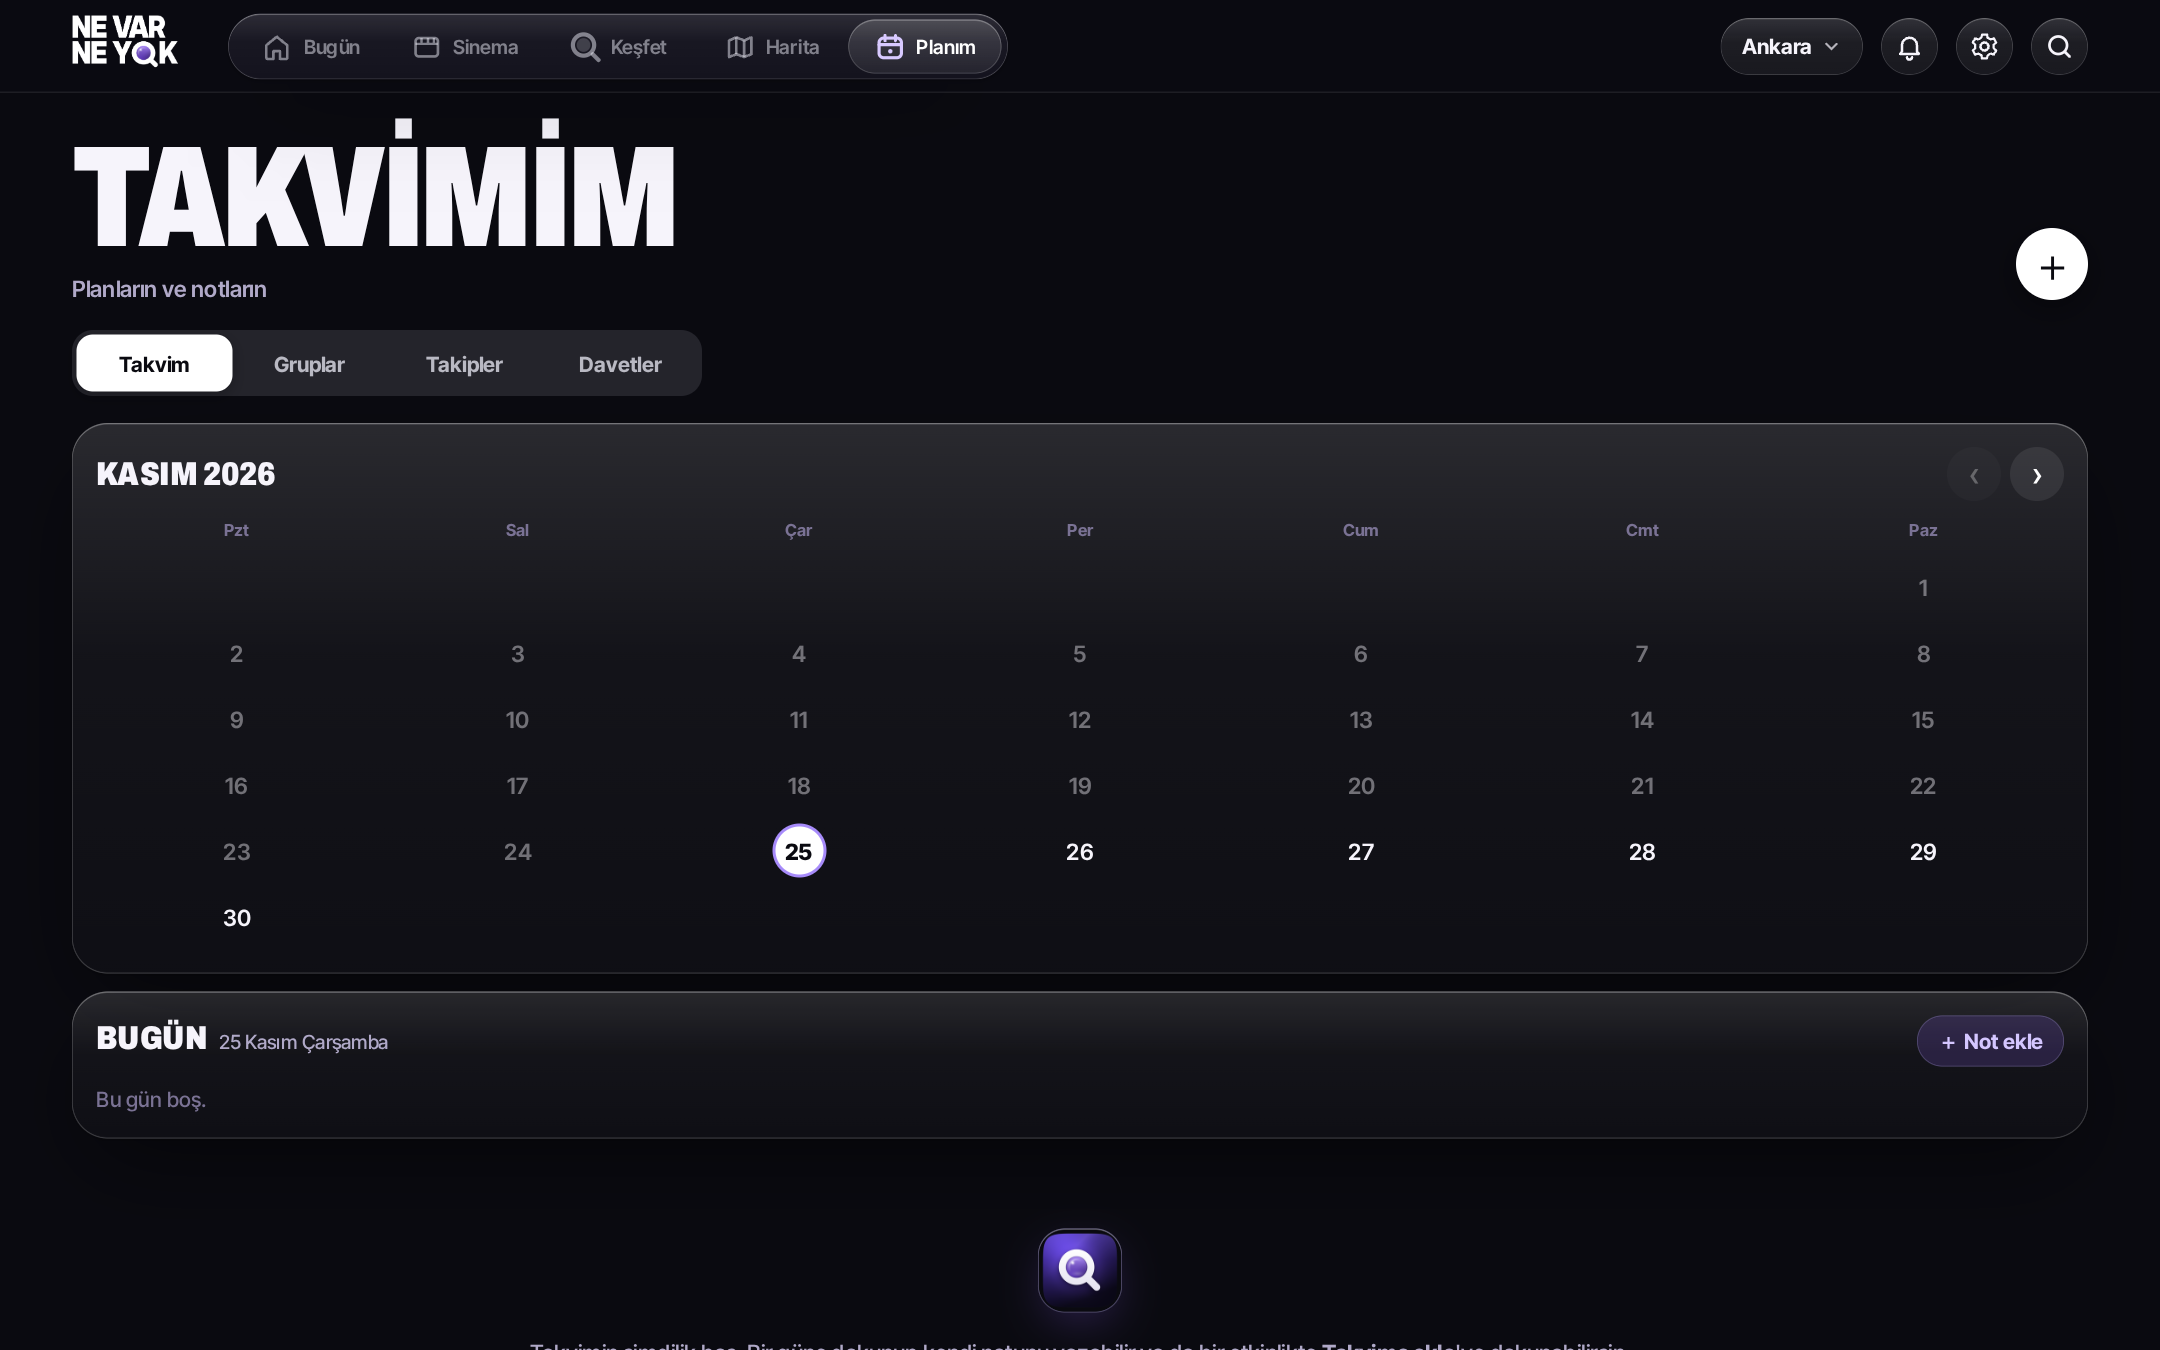 NE VAR
NE YOK
Bugün
Sinema
Keşfet
Harita
Planım
Ankara
TAKVİMİM
Planların ve notların
Takvim
Gruplar
Takipler
Davetler
KASIM 2026
Pzt Sal Çar Per Cum Cmt Paz
1
2 3 4 5 6 7 8
9 10 11 12 13 14 15
16 17 18 19 20 21 22
23 24 25 26 27 28 29
30
BUGÜN 25 Kasım Çarşamba
+ Not ekle
Bu gün boş.